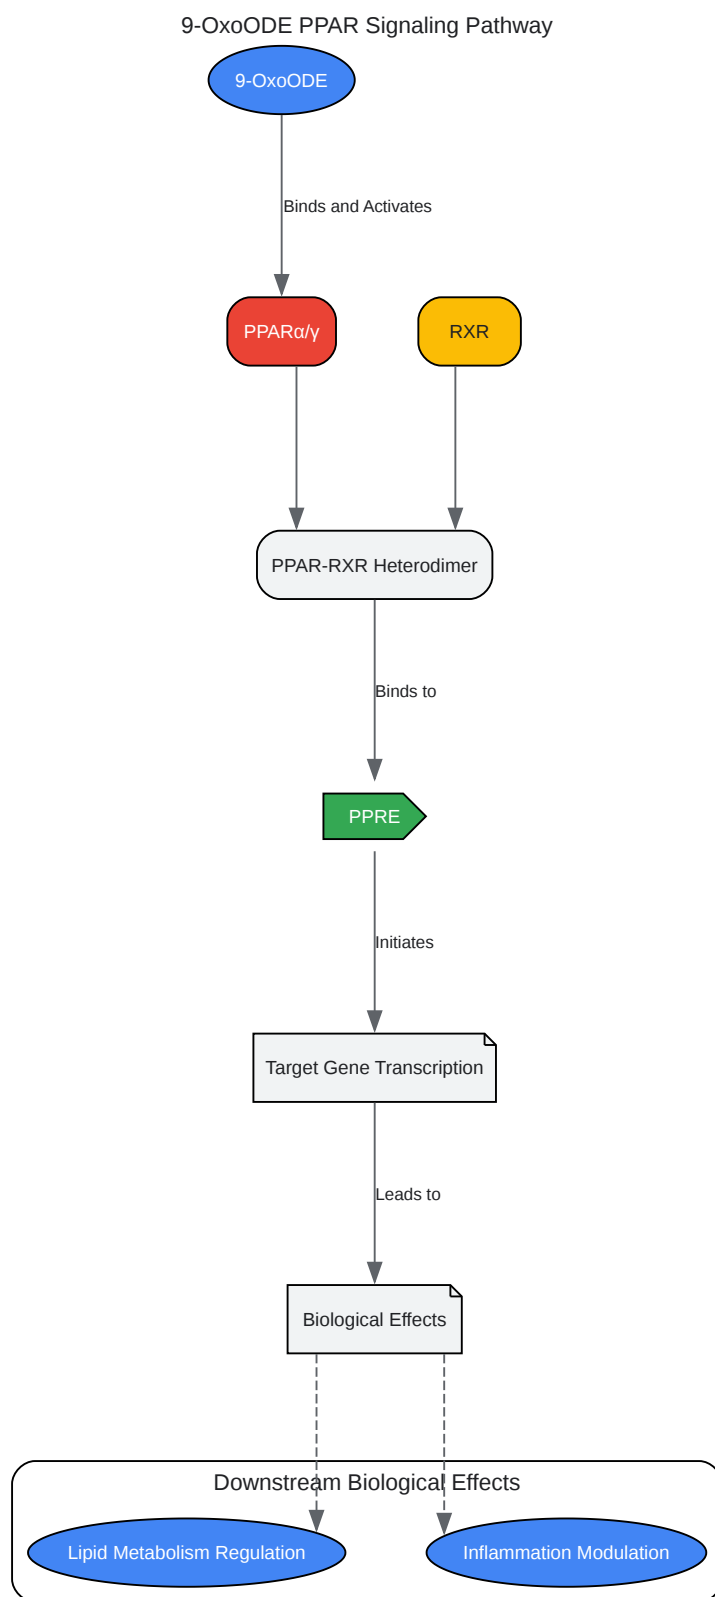 9-OxoODE PPAR Signaling Pathway
9-OxoODE
Binds and Activates
PPARα/γ
RXR
PPAR-RXR Heterodimer
Binds to
PPRE
Initiates
Target Gene Transcription
Leads to
Biological Effects
Downstream Biological Effects
Lipid Metabolism Regulation
Inflammation Modulation